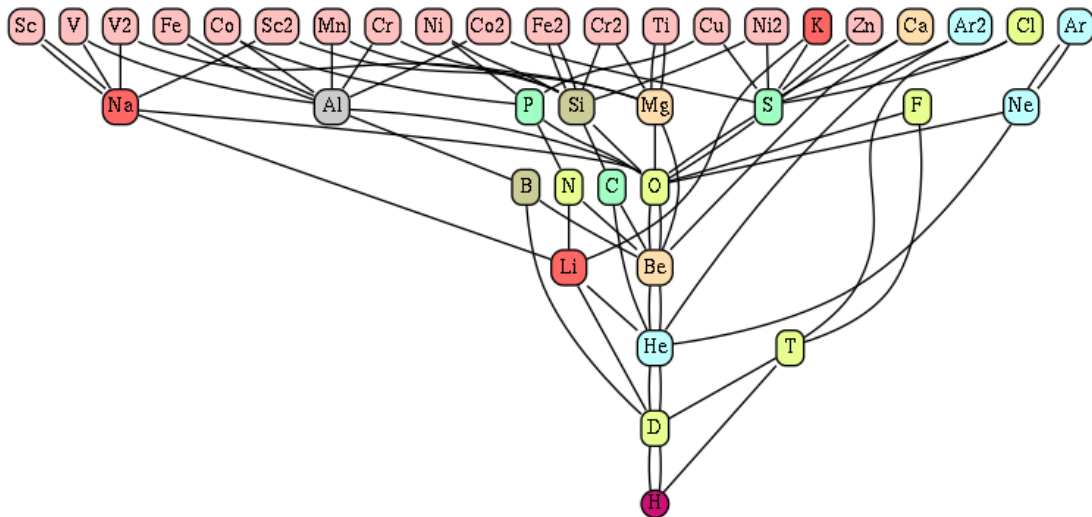 Sc V V2 Fe Co Sc2 Mn Cr Ni Co2 Fe2 Cr2 Ti Cu Ni2 K Zn Ca Ar2 Cl Ar
Na Al P Si Mg S F Ne
B N C O
Li Be
He T
D
H